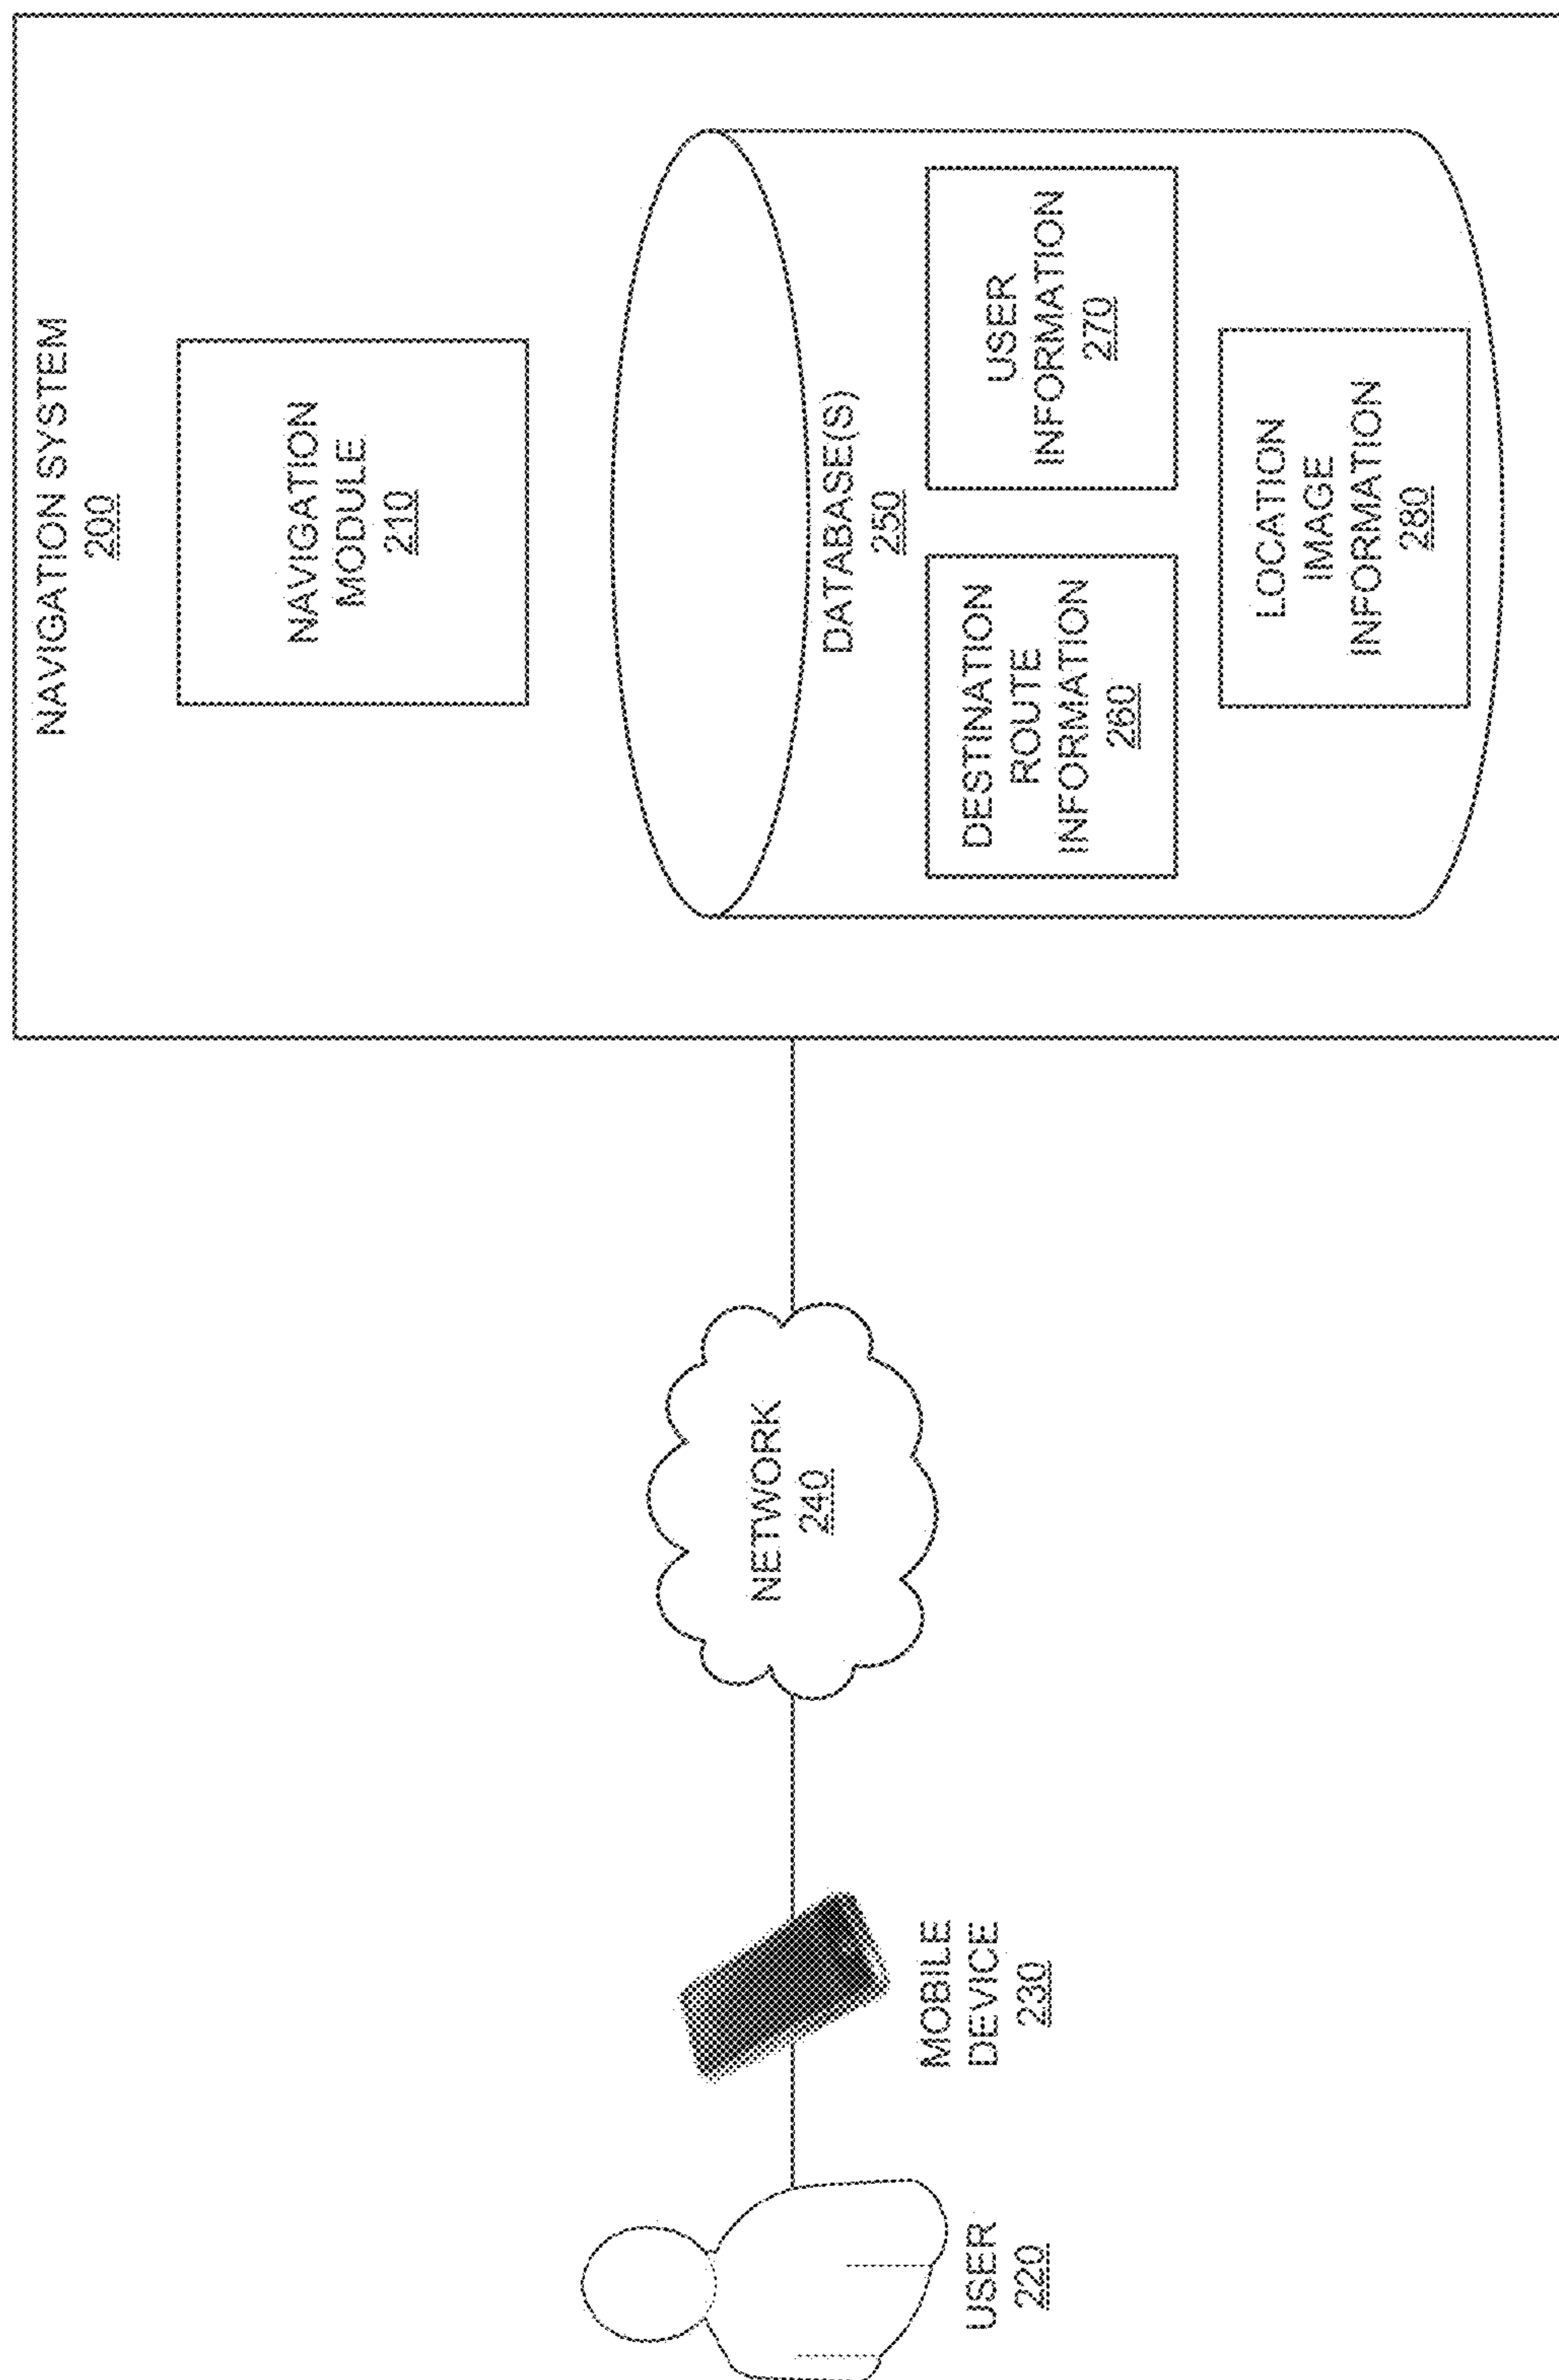 NAVIGATION SYSTEM
200
NAVIGATION
MODULE
210
DATABASE(S)
250
DESTINATION
ROUTE
INFORMATION
260
USER
INFORMATION
270
LOCATION
IMAGE
INFORMATION
280
NETWORK
240
MOBILE
DEVICE
230
USER
220